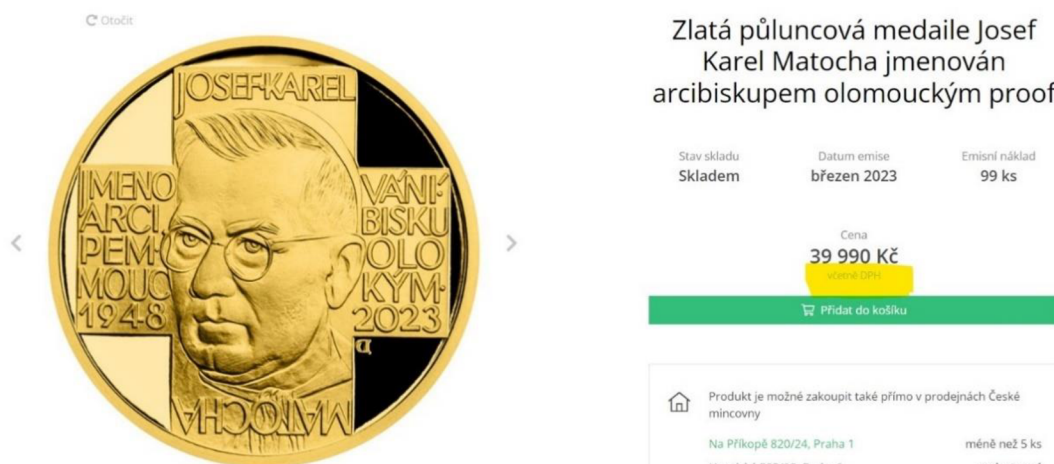 Otočit
JOSEF KAREL
JMENO VÁNÍ·
ARCI BISKU
PEM· OLO
MOUC KÝM·
1948 2023
MATOCHA
Zlatá půluncová medaile Josef
Karel Matocha jmenován
arcibiskupem olomouckým proof
Stav skladu Datum emise Emisní náklad
Skladem březen 2023 99 ks
Cena
39 990 Kč
včetně DPH
Přidat do košíku
Produkt je možné zakoupit také přímo v prodejnách České
mincovny
Na Příkopě 820/24, Praha 1 méně než 5 ks